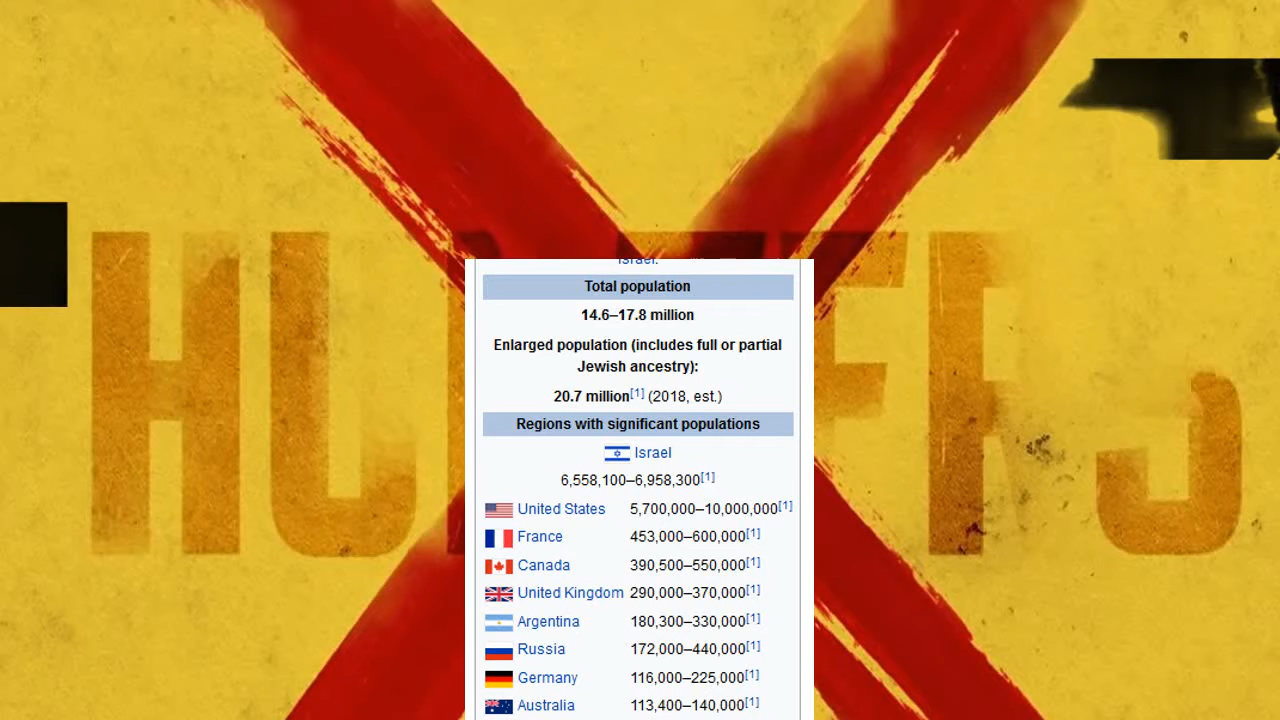 HUNTERS
Israel.
Total population
14.6–17.8 million
Enlarged population (includes full or partial
Jewish ancestry):
20.7 million[1] (2018, est.)
Regions with significant populations
Israel
6,558,100–6,958,300[1]
United States 5,700,000–10,000,000[1]
France 453,000–600,000[1]
Canada 390,500–550,000[1]
United Kingdom 290,000–370,000[1]
Argentina 180,300–330,000[1]
Russia 172,000–440,000[1]
Germany 116,000–225,000[1]
Australia 113,400–140,000[1]